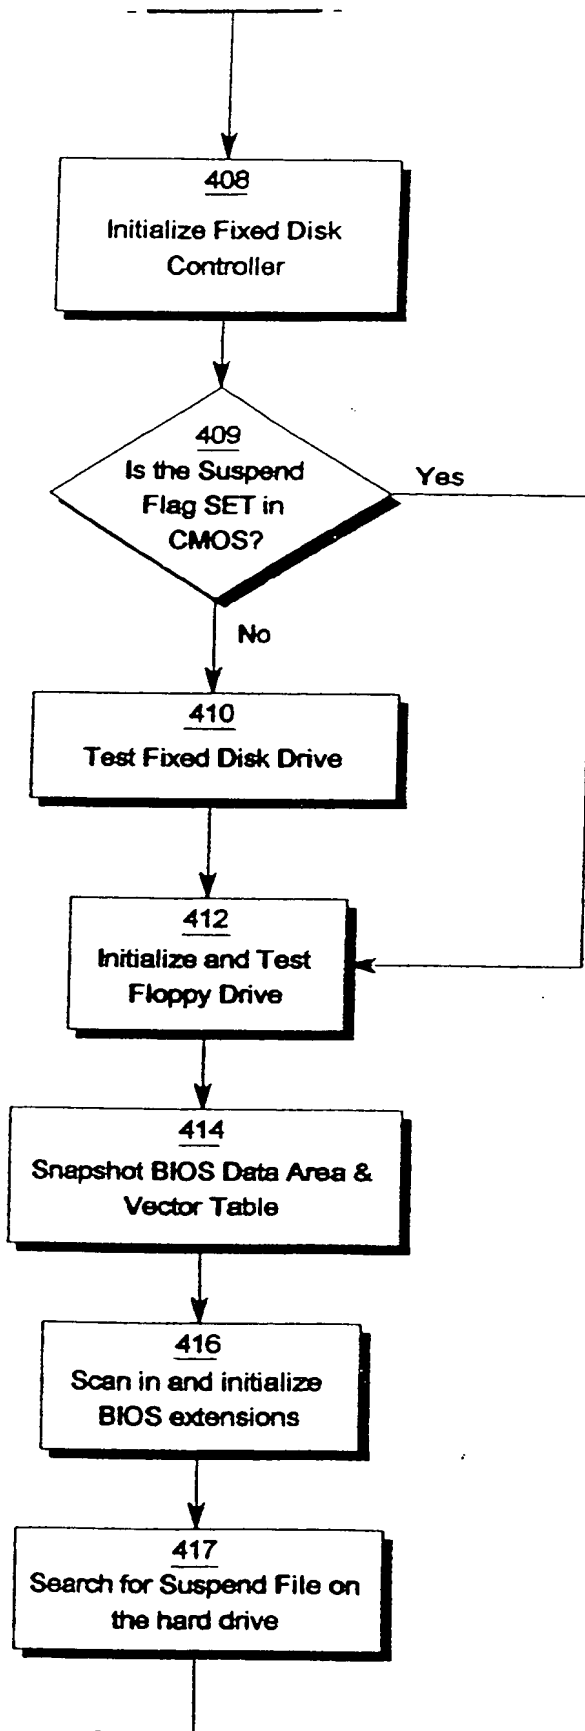 408
Initialize Fixed Disk
Controller
409
Is the Suspend
Flag SET in
CMOS?
Yes
No
410
Test Fixed Disk Drive
412
Initialize and Test
Floppy Drive
414
Snapshot BIOS Data Area &
Vector Table
416
Scan in and initialize
BIOS extensions
417
Search for Suspend File on
the hard drive